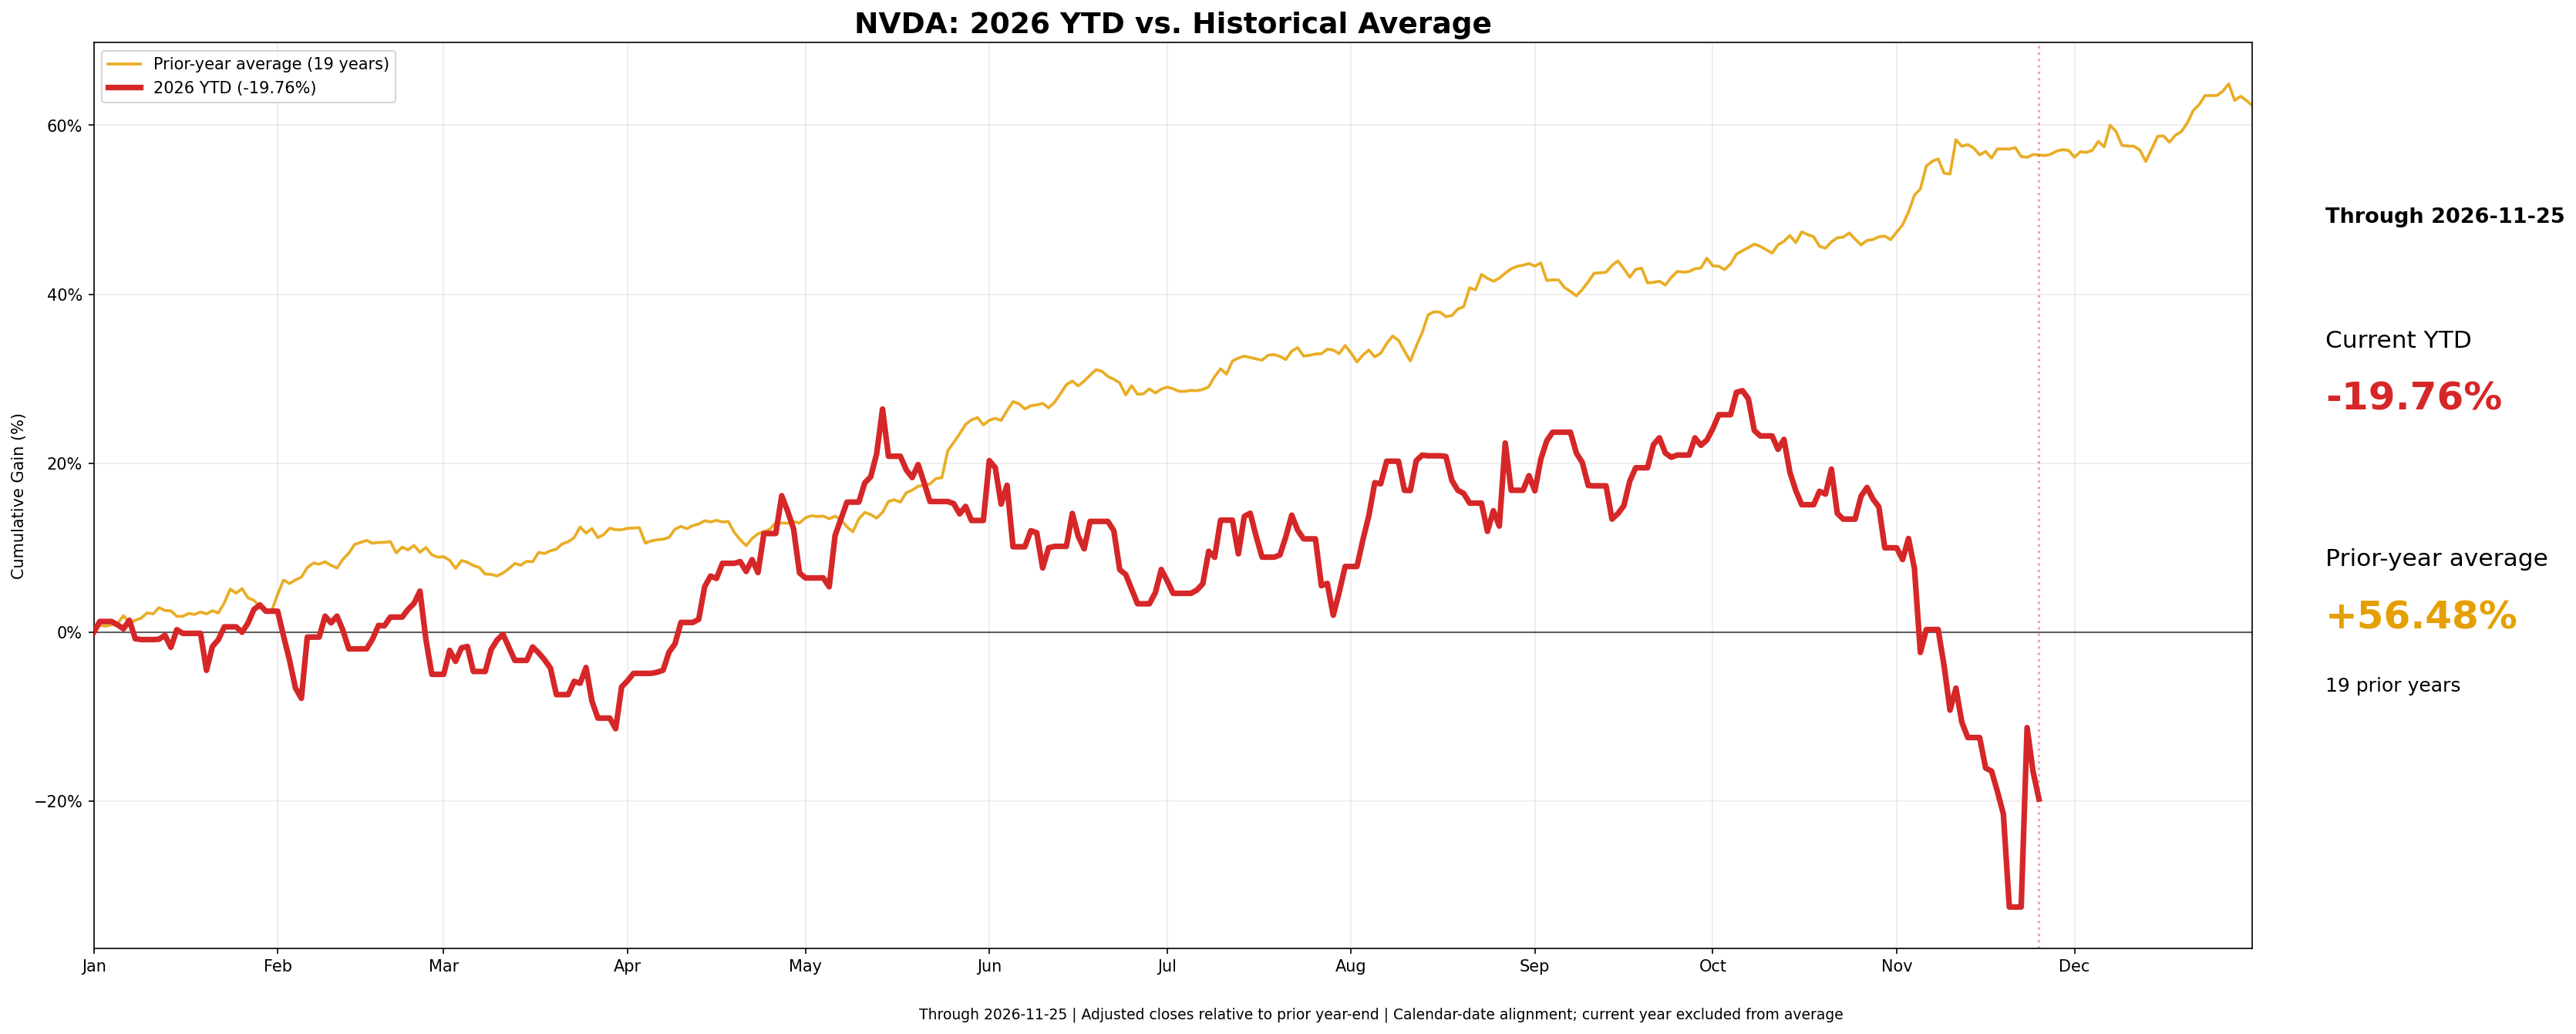 NVDA: 2026 YTD vs. Historical Average
Prior-year average (19 years)
2026 YTD (-19.76%)
Cumulative Gain (%)
60%
40%
20%
0%
−20%
Jan Feb Mar Apr May Jun Jul Aug Sep Oct Nov Dec
Through 2026-11-25
Current YTD
-19.76%
Prior-year average
+56.48%
19 prior years
Through 2026-11-25 | Adjusted closes relative to prior year-end | Calendar-date alignment; current year excluded from average